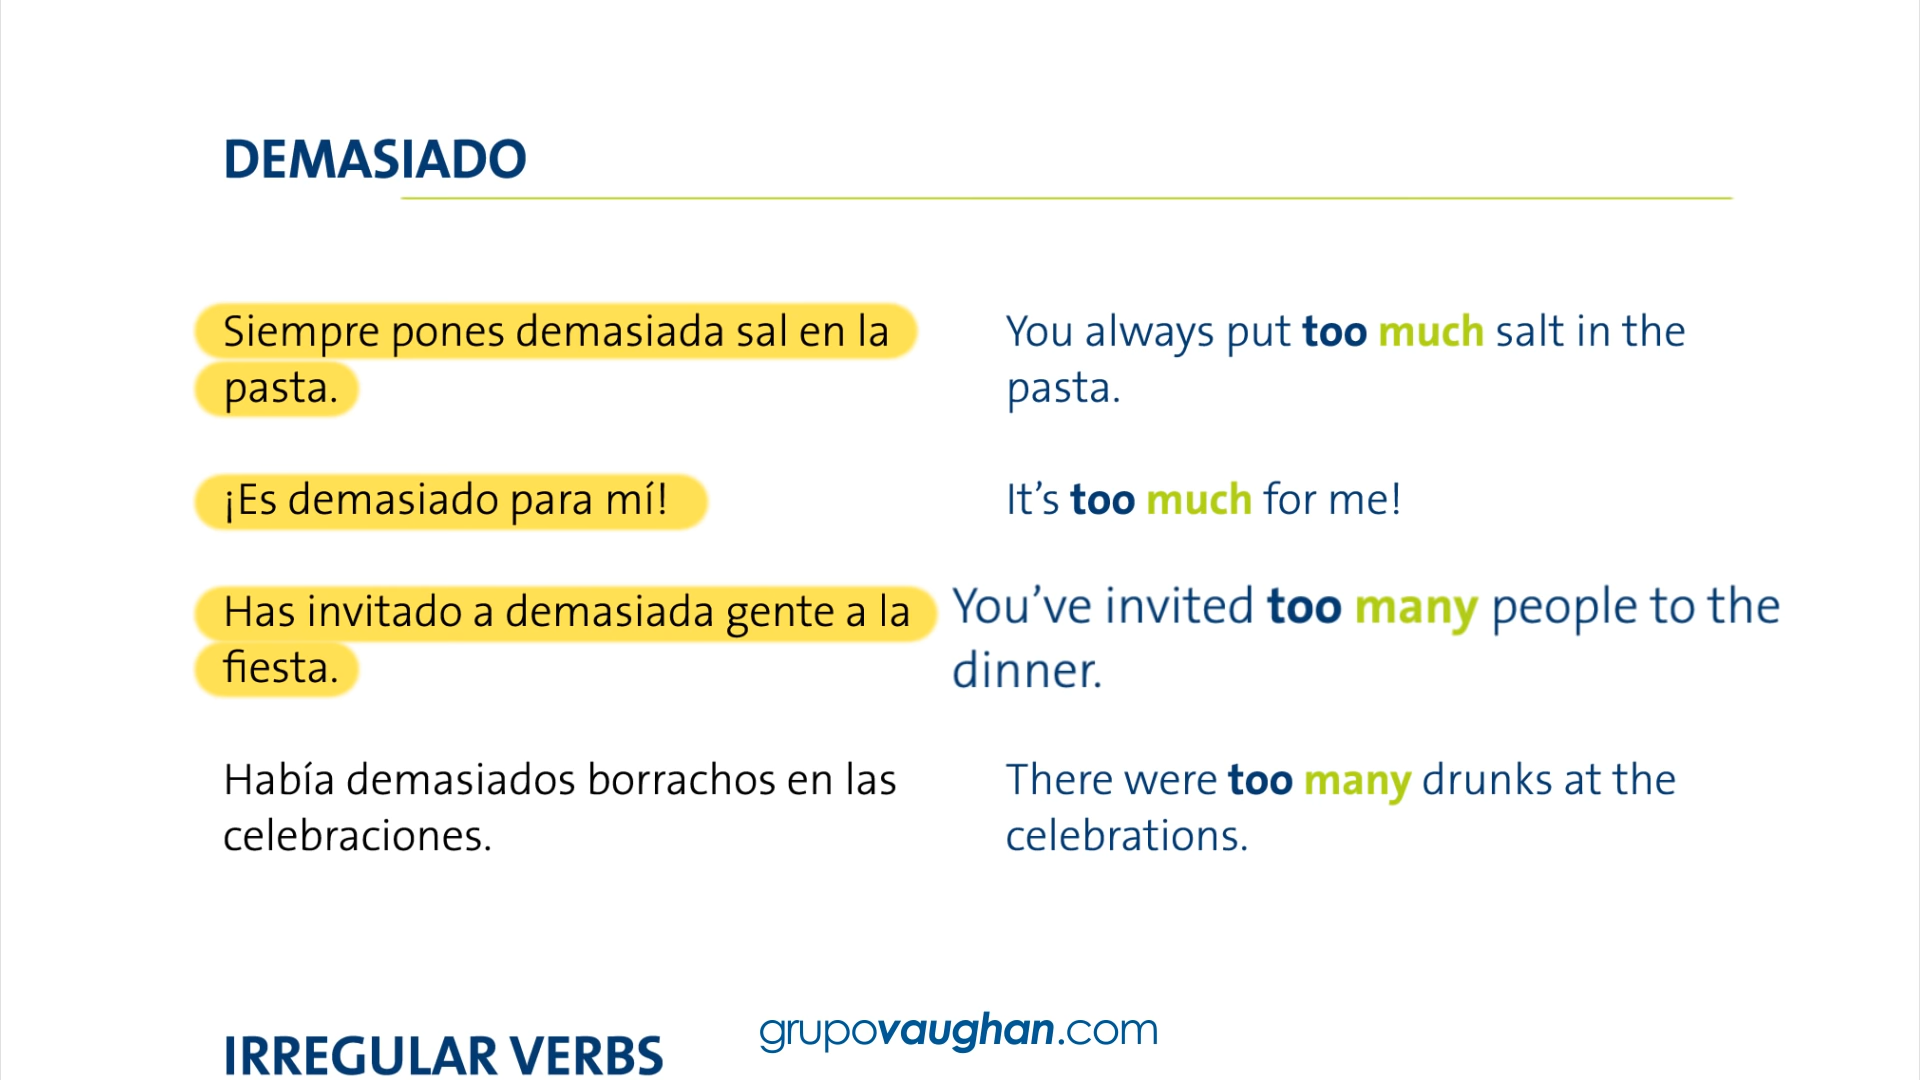 DEMASIADO
Siempre pones demasiada sal en la
pasta.
You always put too much salt in the
pasta.
¡Es demasiado para mí!
It’s too much for me!
Has invitado a demasiada gente a la
fiesta.
You’ve invited too many people to the
dinner.
Había demasiados borrachos en las
celebraciones.
There were too many drunks at the
celebrations.
IRREGULAR VERBS
grupovaughan.com